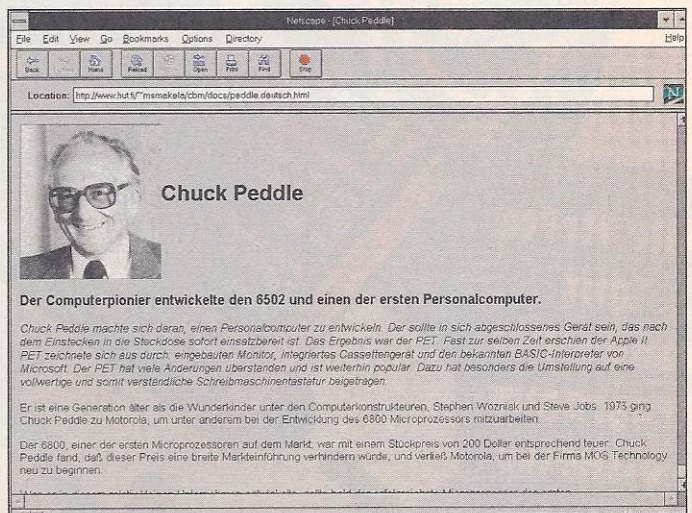 Netscape - [Chuck Peddle]
File Edit View Go Bookmarks Options Directory Help
Back Home Reload Open Print Find Stop
Location: http://www.hut.fi/~msmakela/cbm/docs/peddle.deutsch.html
N
Chuck Peddle
Der Computerpionier entwickelte den 6502 und einen der ersten Personalcomputer.
Chuck Peddle machte sich daran, einen Personalcomputer zu entwickeln. Der sollte in sich abgeschlossenes Gerät sein, das nach
dem Einstecken in die Steckdose sofort einsatzbereit ist. Das Ergebnis war der PET. Fast zur selben Zeit erschien der Apple II.
PET zeichnete sich aus durch: eingebauten Monitor, integriertes Cassettengerät und den bekannten BASIC-Interpreter von
Microsoft. Der PET hat viele Änderungen überstanden und ist weiterhin populär. Dazu hat besonders die Umstellung auf eine
vollwertige und somit verständliche Schreibmaschinentastatur beigetragen.
Er ist eine Generation älter als die Wunderkinder unter den Computerkonstrukteuren, Stephen Wozniak und Steve Jobs. 1973 ging
Chuck Peddle zu Motorola, um unter anderem bei der Entwicklung des 6800 Microprozessors mitzuarbeiten.
Der 6800, einer der ersten Microprozessoren auf dem Markt, war mit einem Stückpreis von 200 Dollar entsprechend teuer. Chuck
Peddle fand, daß dieser Preis eine breite Markteinführung verhindern würde, und verließ Motorola, um bei der Firma MOS Technology
neu zu beginnen.